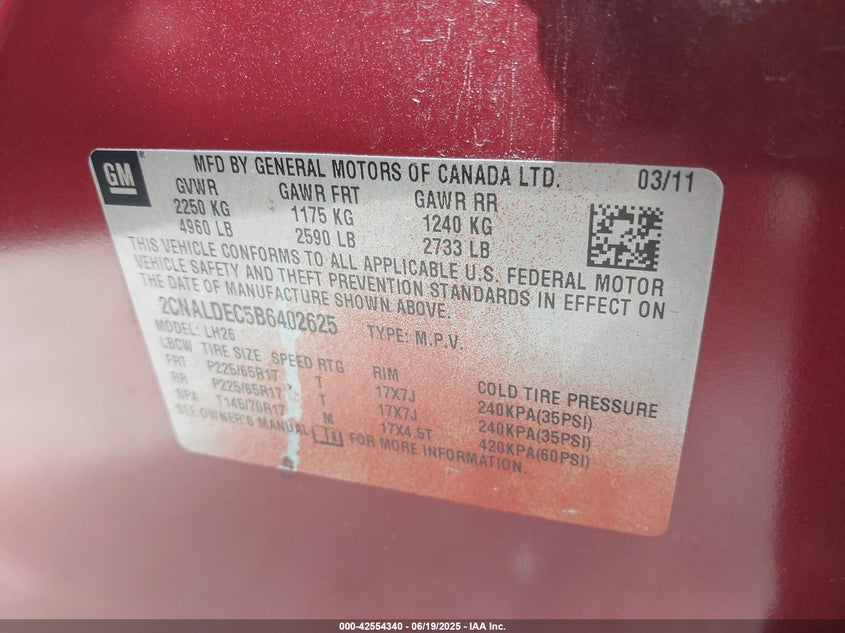 GM
MFD BY GENERAL MOTORS OF CANADA LTD. 03/11
GVWR GAWR FRT GAWR RR
2250 KG 1175 KG 1240 KG
4960 LB 2590 LB 2733 LB
THIS VEHICLE CONFORMS TO ALL APPLICABLE U.S. FEDERAL MOTOR
VEHICLE SAFETY AND THEFT PREVENTION STANDARDS IN EFFECT ON
THE DATE OF MANUFACTURE SHOWN ABOVE.
2CNALDEC5B6402625 TYPE: M.P.V.
MODEL: LH26
LBCW TIRE SIZE SPEED RTG RIM COLD TIRE PRESSURE
FRT P225/65R17 T 17X7J 240KPA(35PSI)
RR P225/65R17 T 17X7J 240KPA(35PSI)
SPA T145/70R17 M 17X4.5T 420KPA(60PSI)
SEE OWNER'S MANUAL FOR MORE INFORMATION.
000-42554340 - 06/19/2025 - IAA Inc.